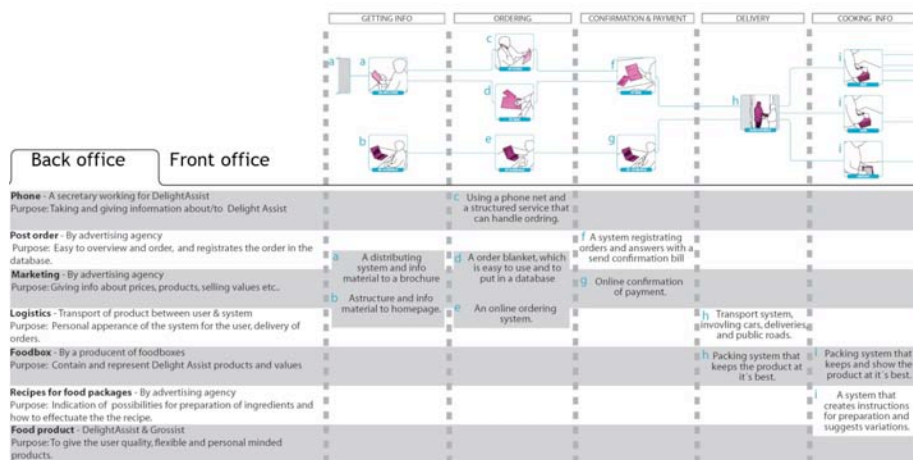 GETTING INFO
ORDERING
CONFIRMATION & PAYMENT
DELIVERY
COOKING INFO
a
a
b
c
d
e
f
g
h
i
i
i
Back office
Front office
Phone - A secretary working for DelightAssist
Purpose: Taking and giving information about/to Delight Assist
c Using a phone net and
a structured service that
can handle ordring.
Post order - By advertising agency
Purpose: Easy to overview and order, and registrates the order in the
database.
f A system registrating
orders and answers with a
send confirmation bill
a A distributing
system and info
material to a brochure
d A order blanket, which
is easy to use and to
put in a database
Marketing - By advertising agency
Purpose: Giving info about prices, products, selling values etc..
g Online confirmation
of payment.
b Astructure and info
material to homepage.
e An online ordering
system.
Logistics - Transport of product between user & system
Purpose: Personal apperance of the system for the user, delivery of
orders.
h Transport system,
invovling cars, deliveries,
and public roads.
Foodbox - By a producent of foodboxes
Purpose: Contain and represent Delight Assist products and values
h Packing system that
keeps the product at
it´s best.
i Packing system that
keeps and show the
product at it´s best.
Recipes for food packages - By advertising agency
Purpose: Indication of possibilities for preparation of ingredients and
how to effectuate the the recipe.
i A system that
creates instructions
for preparation and
suggests variations.
Food product - DelightAssist & Grossist
Purpose: To give the user quality, flexible and personal minded
products.